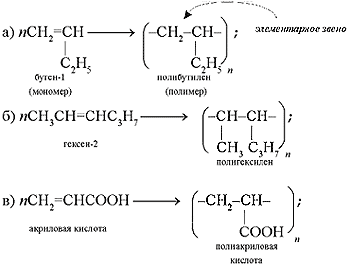 элементарное звено
а) nCH₂=CH ⟶ (–CH₂–CH–)ₙ ;
C₂H₅ C₂H₅
бутен-1 полибутилен
(мономер) (полимер)
б) nCH₃CH=CHC₃H₇ ⟶ (–CH–CH–)ₙ ;
CH₃ C₃H₇
гексен-2 полигексилен
в) nCH₂=CHCOOH ⟶ (–CH₂–CH–)ₙ ;
COOH
акриловая кислота полиакриловая
кислота